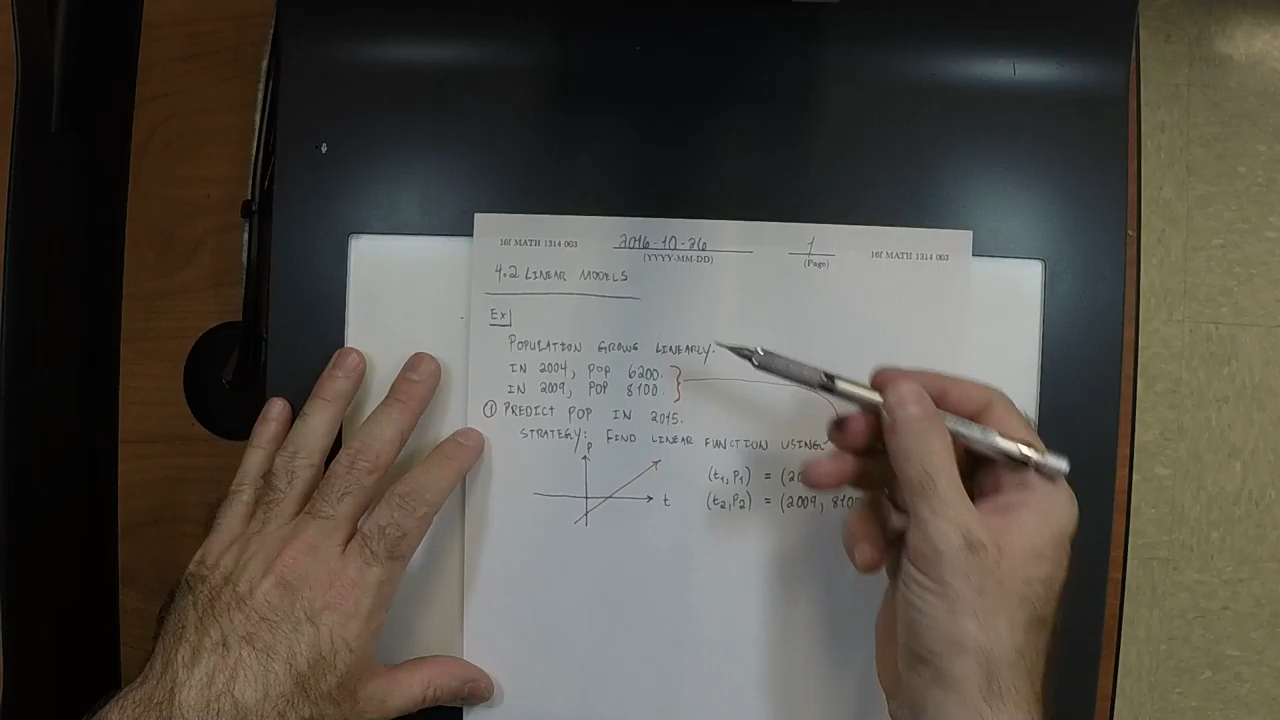 16f MATH 1314 003 2016-10-26 1 16f MATH 1314 003
(YYYY-MM-DD) (Page)
4.2 LINEAR MODELS
Ex
POPULATION GROWS LINEARLY.
IN 2004, POP 6200.
IN 2009, POP 8100.
① PREDICT POP IN 2015.
STRATEGY: FIND LINEAR FUNCTION USING
P
(t₁, P₁) = (20
t
(t₂, P₂) = (2009, 8100